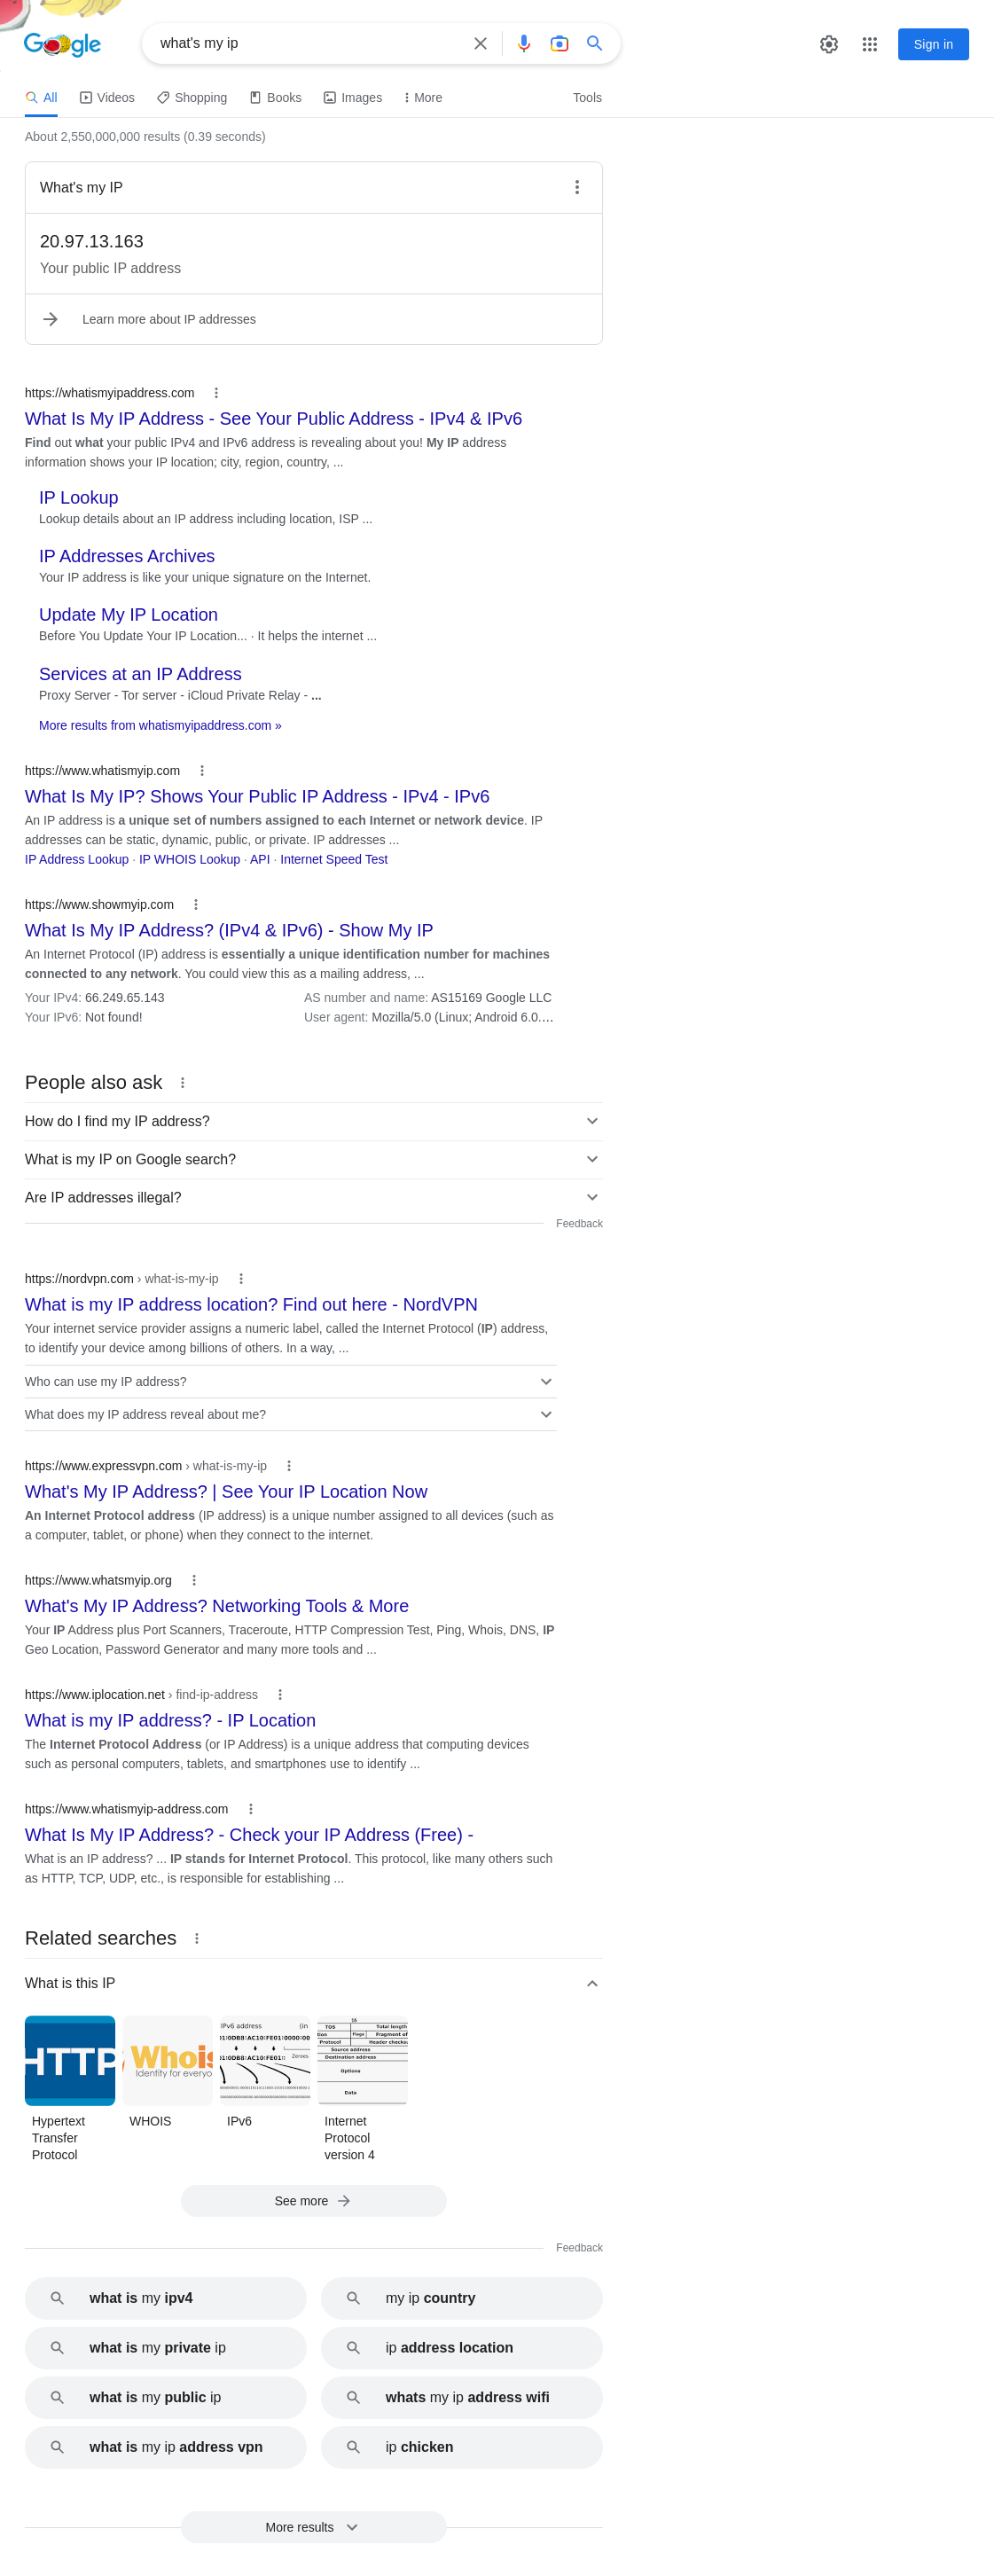 Google
what's my ip
Sign in
All
Videos
Shopping
Books
Images
More
Tools
About 2,550,000,000 results (0.39 seconds)
What's my IP
20.97.13.163
Your public IP address
Learn more about IP addresses
https://whatismyipaddress.com
What Is My IP Address - See Your Public Address - IPv4 & IPv6
Find out what your public IPv4 and IPv6 address is revealing about you! My IP address
information shows your IP location; city, region, country, ...
IP Lookup
Lookup details about an IP address including location, ISP ...
IP Addresses Archives
Your IP address is like your unique signature on the Internet.
Update My IP Location
Before You Update Your IP Location... · It helps the internet ...
Services at an IP Address
Proxy Server - Tor server - iCloud Private Relay - ...
More results from whatismyipaddress.com »
https://www.whatismyip.com
What Is My IP? Shows Your Public IP Address - IPv4 - IPv6
An IP address is a unique set of numbers assigned to each Internet or network device. IP
addresses can be static, dynamic, public, or private. IP addresses ...
IP Address Lookup · IP WHOIS Lookup · API · Internet Speed Test
https://www.showmyip.com
What Is My IP Address? (IPv4 & IPv6) - Show My IP
An Internet Protocol (IP) address is essentially a unique identification number for machines
connected to any network. You could view this as a mailing address, ...
Your IPv4: 66.249.65.143
AS number and name: AS15169 Google LLC
Your IPv6: Not found!
User agent: Mozilla/5.0 (Linux; Android 6.0....
People also ask
How do I find my IP address?
What is my IP on Google search?
Are IP addresses illegal?
Feedback
https://nordvpn.com › what-is-my-ip
What is my IP address location? Find out here - NordVPN
Your internet service provider assigns a numeric label, called the Internet Protocol (IP) address,
to identify your device among billions of others. In a way, ...
Who can use my IP address?
What does my IP address reveal about me?
https://www.expressvpn.com › what-is-my-ip
What's My IP Address? | See Your IP Location Now
An Internet Protocol address (IP address) is a unique number assigned to all devices (such as
a computer, tablet, or phone) when they connect to the internet.
https://www.whatsmyip.org
What's My IP Address? Networking Tools & More
Your IP Address plus Port Scanners, Traceroute, HTTP Compression Test, Ping, Whois, DNS, IP
Geo Location, Password Generator and many more tools and ...
https://www.iplocation.net › find-ip-address
What is my IP address? - IP Location
The Internet Protocol Address (or IP Address) is a unique address that computing devices
such as personal computers, tablets, and smartphones use to identify ...
https://www.whatismyip-address.com
What Is My IP Address? - Check your IP Address (Free) -
What is an IP address? ... IP stands for Internet Protocol. This protocol, like many others such
as HTTP, TCP, UDP, etc., is responsible for establishing ...
Related searches
What is this IP
HTTP
Whois
Identity for everyo
IPv6 address (in
Zeroes
16
TOS
Flags
Fragment of
Protocol
Header checksu
Source address
Destination address
Options
Data
Hypertext
Transfer
Protocol
WHOIS
IPv6
Internet
Protocol
version 4
See more
Feedback
what is my ipv4
my ip country
what is my private ip
ip address location
what is my public ip
whats my ip address wifi
what is my ip address vpn
ip chicken
More results